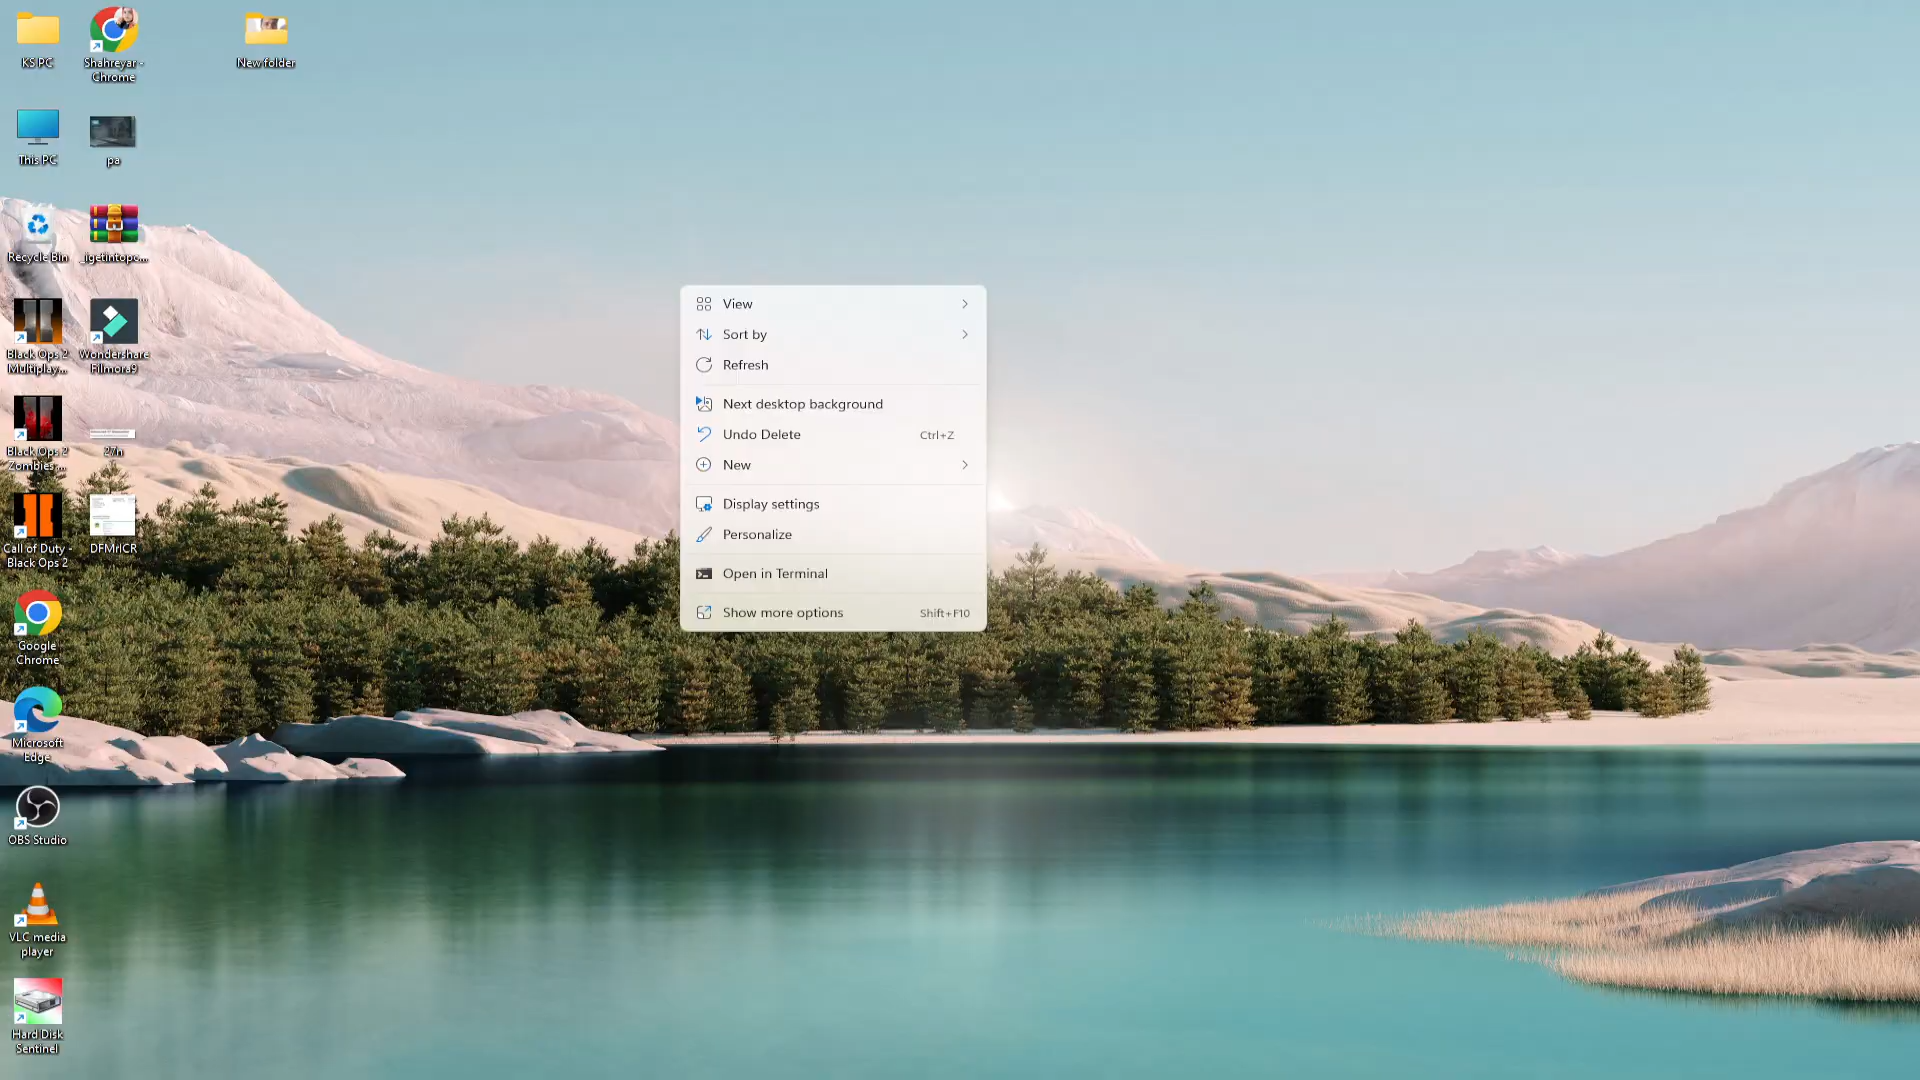 KS PC
Shahreyar -
Chrome
New folder
This PC
pa
Recycle Bin
_igetintopc...
Black Ops 2
Multiplay...
Wondershare
Filmora9
Black Ops 2
Zombies ...
27h
Call of Duty -
Black Ops 2
DFMrICR
Google
Chrome
Microsoft
Edge
OBS Studio
VLC media
player
Hard Disk
Sentinel
View
Sort by
Refresh
Next desktop background
Undo Delete Ctrl+Z
New
Display settings
Personalize
Open in Terminal
Show more options Shift+F10